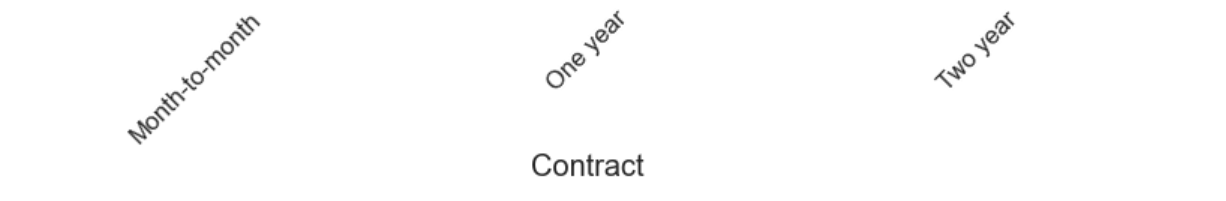 Month-to-month
One year
Two year
Contract